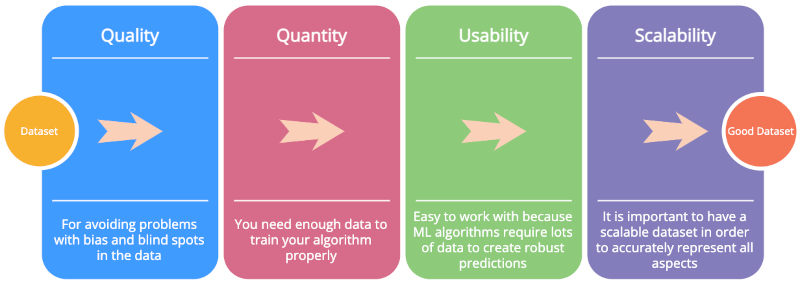 Quality
Quantity
Usability
Scalability
Dataset
Good Dataset
For avoiding problems
with bias and blind spots
in the data
You need enough data to
train your algorithm
properly
Easy to work with because
ML algorithms require lots
of data to create robust
predictions
It is important to have a
scalable dataset in order
to accurately represent all
aspects